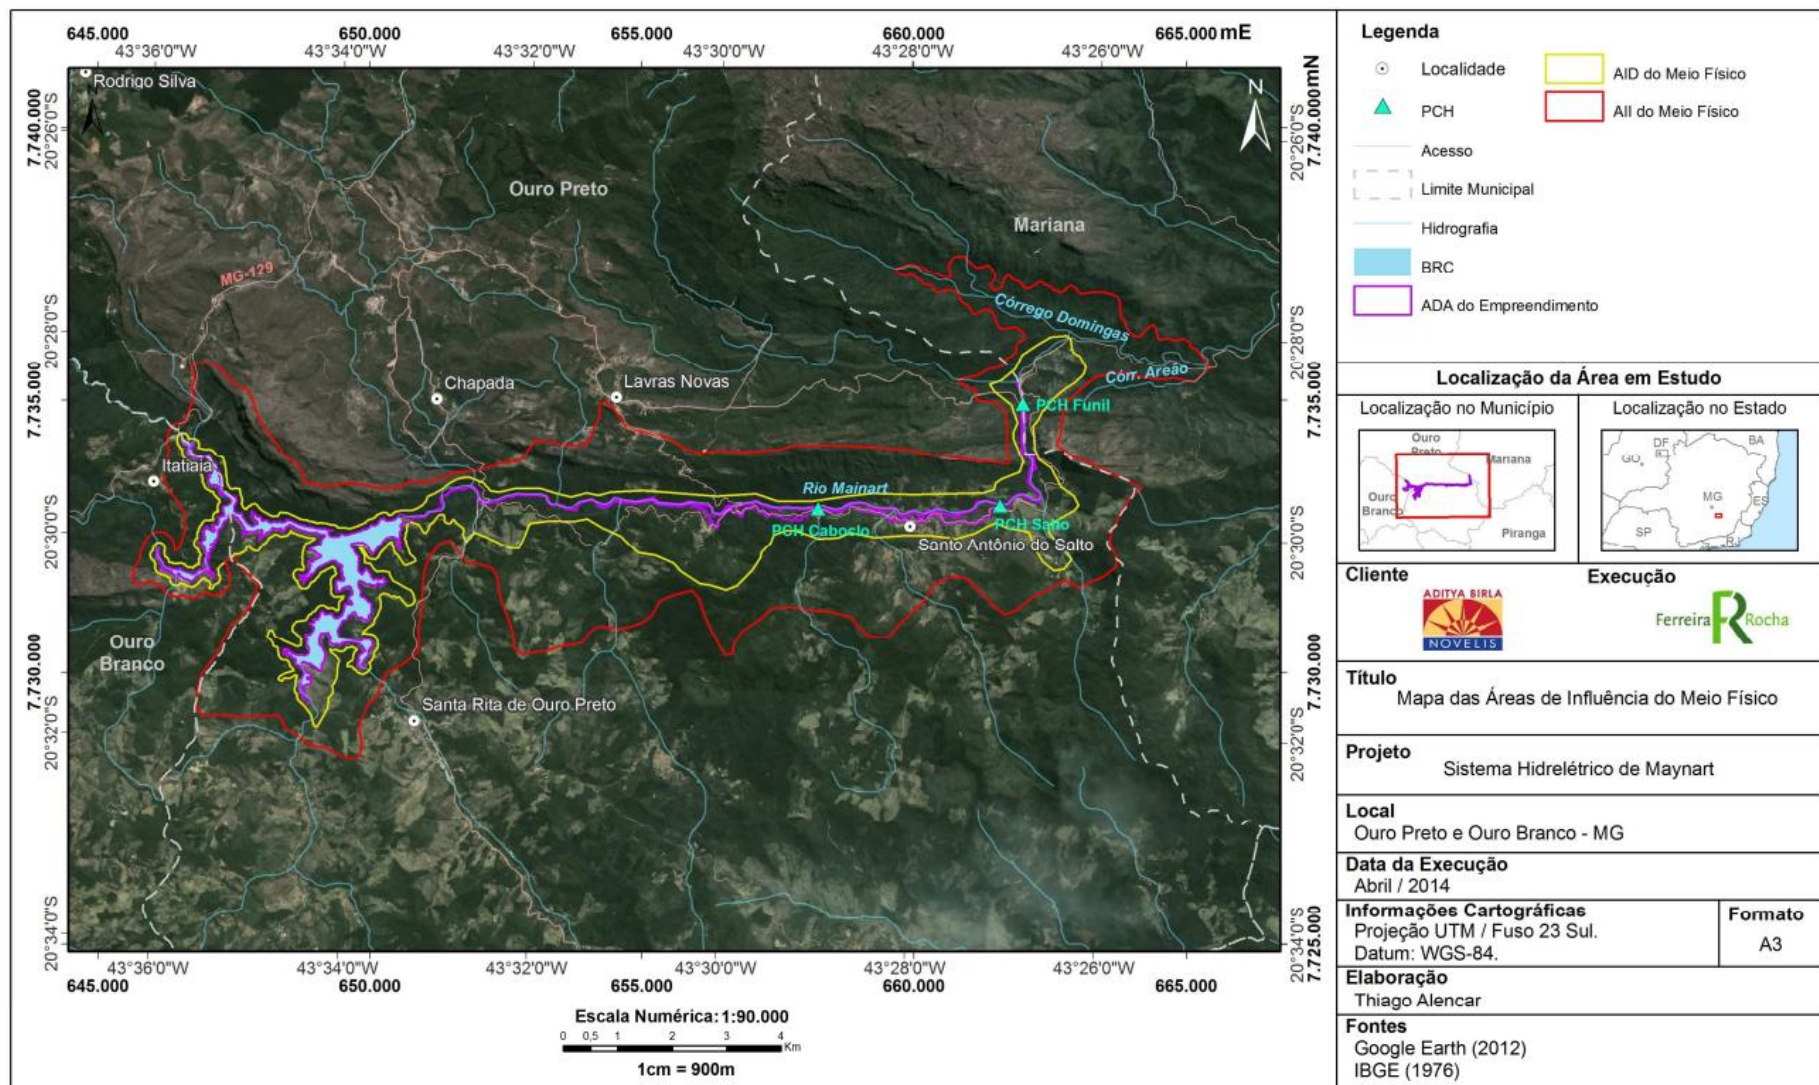 645.000 650.000 655.000 660.000 665.000 mE
43°36'0"W 43°34'0"W 43°32'0"W 43°30'0"W 43°28'0"W 43°26'0"W
7.740.000
20°26'0"S
20°28'0"S
7.735.000
20°30'0"S
7.730.000
20°32'0"S
20°34'0"S
Rodrigo Silva
N
Ouro Preto
Mariana
MG-129
Córrego Domingas
Córr. Areão
Chapada
Lavras Novas
PCH Funil
Itatiaia
Rio Mainart
PCH Caboclo
PCH Salto
Santo Antônio do Salto
Ouro
Branco
Santa Rita de Ouro Preto
7.740.000mN
20°26'0"S
20°28'0"S
7.735.000
20°30'0"S
7.730.000
20°32'0"S
7.725.000
20°34'0"S
43°36'0"W 43°34'0"W 43°32'0"W 43°30'0"W 43°28'0"W 43°26'0"W
645.000 650.000 655.000 660.000 665.000
Escala Numérica: 1:90.000
0 0,5 1 2 3 4
Km
1cm = 900m
Legenda
Localidade
PCH
Acesso
Limite Municipal
Hidrografia
BRC
ADA do Empreendimento
AID do Meio Físico
AII do Meio Físico
Localização da Área em Estudo
Localização no Município
Ouro
Preto
Mariana
Ouro
Branco
Piranga
Localização no Estado
DF
BA
GO
MG
ES
SP
RJ
Cliente
ADITYA BIRLA
NOVELIS
Execução
Ferreira Rocha
Título
Mapa das Áreas de Influência do Meio Físico
Projeto
Sistema Hidrelétrico de Maynart
Local
Ouro Preto e Ouro Branco - MG
Data da Execução
Abril / 2014
Informações Cartográficas
Projeção UTM / Fuso 23 Sul.
Datum: WGS-84.
Formato
A3
Elaboração
Thiago Alencar
Fontes
Google Earth (2012)
IBGE (1976)